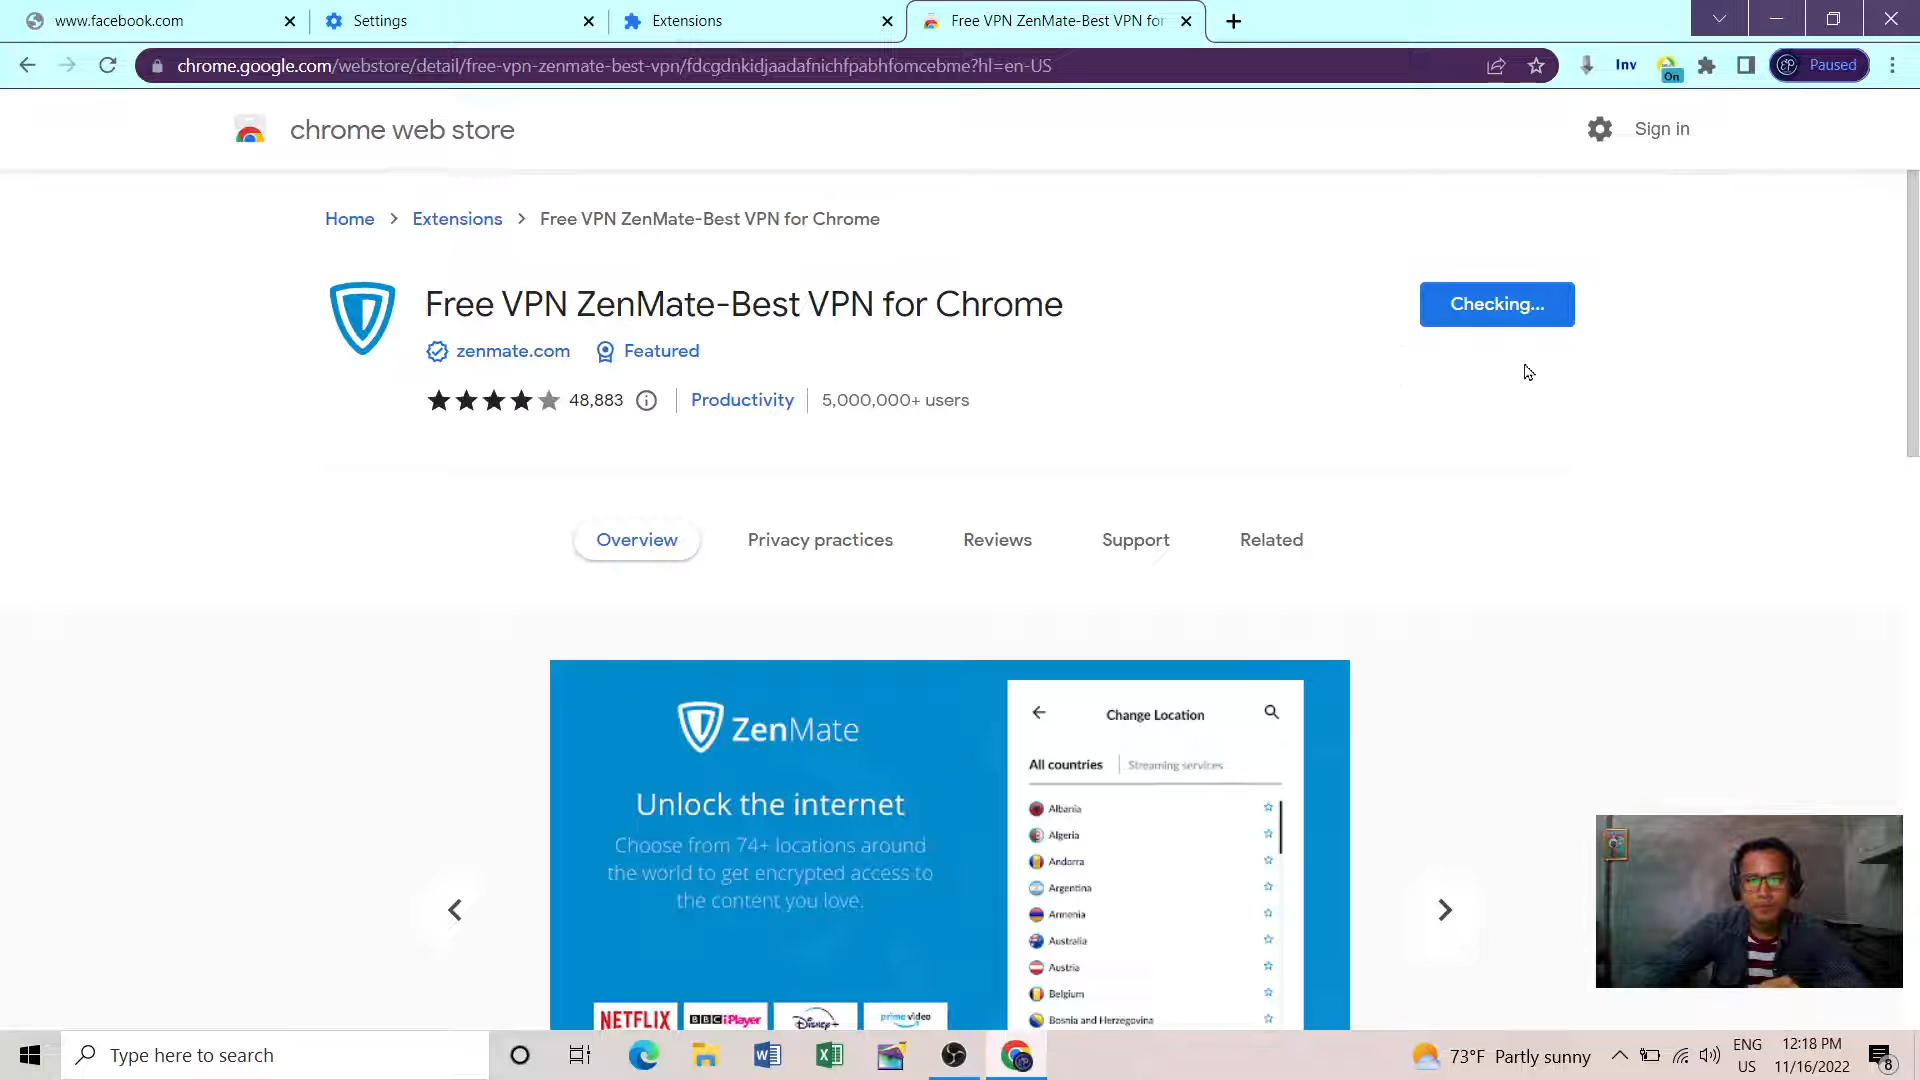 www.facebook.com
Settings
Extensions
Free VPN ZenMate-Best VPN for
chrome.google.com/webstore/detail/free-vpn-zenmate-best-vpn/fdcgdnkidjaadafnichfpabhfomcebme?hl=en-US
Inv
On
Paused
chrome web store
Sign in
Home > Extensions > Free VPN ZenMate-Best VPN for Chrome
Free VPN ZenMate-Best VPN for Chrome
Checking...
zenmate.com
Featured
48,883
Productivity
5,000,000+ users
Overview
Privacy practices
Reviews
Support
Related
ZenMate
Unlock the internet
Choose from 74+ locations around
the world to get encrypted access to
the content you love.
NETFLIX
BBC iPlayer
Disney+
prime video
Change Location
All countries
Streaming services
Albania
Algeria
Andorra
Argentina
Armenia
Australia
Austria
Belgium
Bosnia and Herzegovina
Type here to search
73°F Partly sunny
ENG
US
12:18 PM
11/16/2022
8